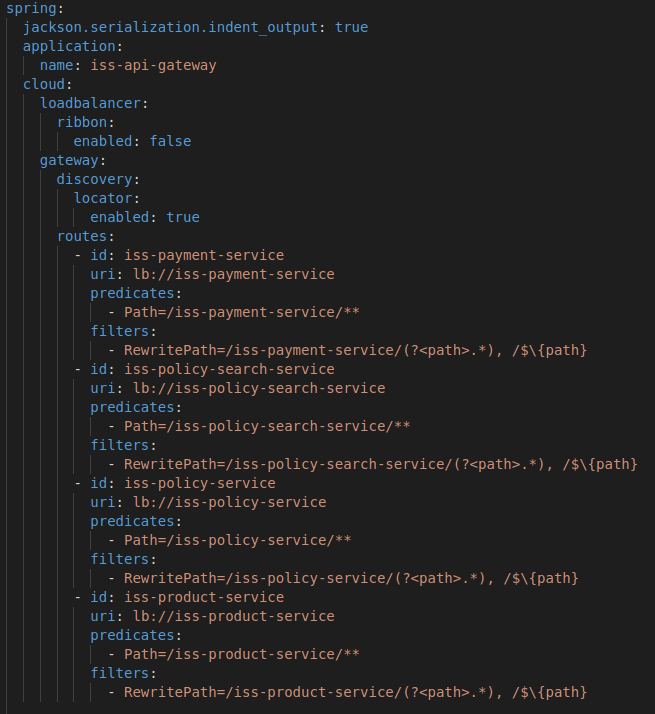 spring:
  jackson.serialization.indent_output: true
  application:
    name: iss-api-gateway
  cloud:
    loadbalancer:
      ribbon:
        enabled: false
    gateway:
      discovery:
        locator:
          enabled: true
      routes:
        - id: iss-payment-service
          uri: lb://iss-payment-service
          predicates:
            - Path=/iss-payment-service/**
          filters:
            - RewritePath=/iss-payment-service/(?<path>.*), /$\{path}
        - id: iss-policy-search-service
          uri: lb://iss-policy-search-service
          predicates:
            - Path=/iss-policy-search-service/**
          filters:
            - RewritePath=/iss-policy-search-service/(?<path>.*), /$\{path}
        - id: iss-policy-service
          uri: lb://iss-policy-service
          predicates:
            - Path=/iss-policy-service/**
          filters:
            - RewritePath=/iss-policy-service/(?<path>.*), /$\{path}
        - id: iss-product-service
          uri: lb://iss-product-service
          predicates:
            - Path=/iss-product-service/**
          filters:
            - RewritePath=/iss-product-service/(?<path>.*), /$\{path}